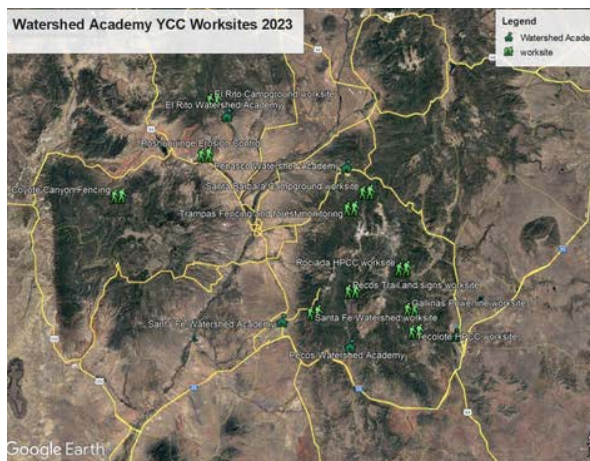 Watershed Academy YCC Worksites 2023
Legend
Watershed Acade
worksite
El Rito Campground worksite
El Rito Watershed Academy
Erosion Control
Penasco Watershed Academy
Coyote Canyon Fencing
Santa Barbara Campground worksite
Trampas Fencing and forest monitoring
Rociada HPCC worksite
Pecos Trail and signs worksite
Gallinas Powerline worksite
Santa Fe Watershed Academy
Santa Fe Watershed worksite
Tecolote HPCC worksite
Pecos Watershed Academy
Google Earth